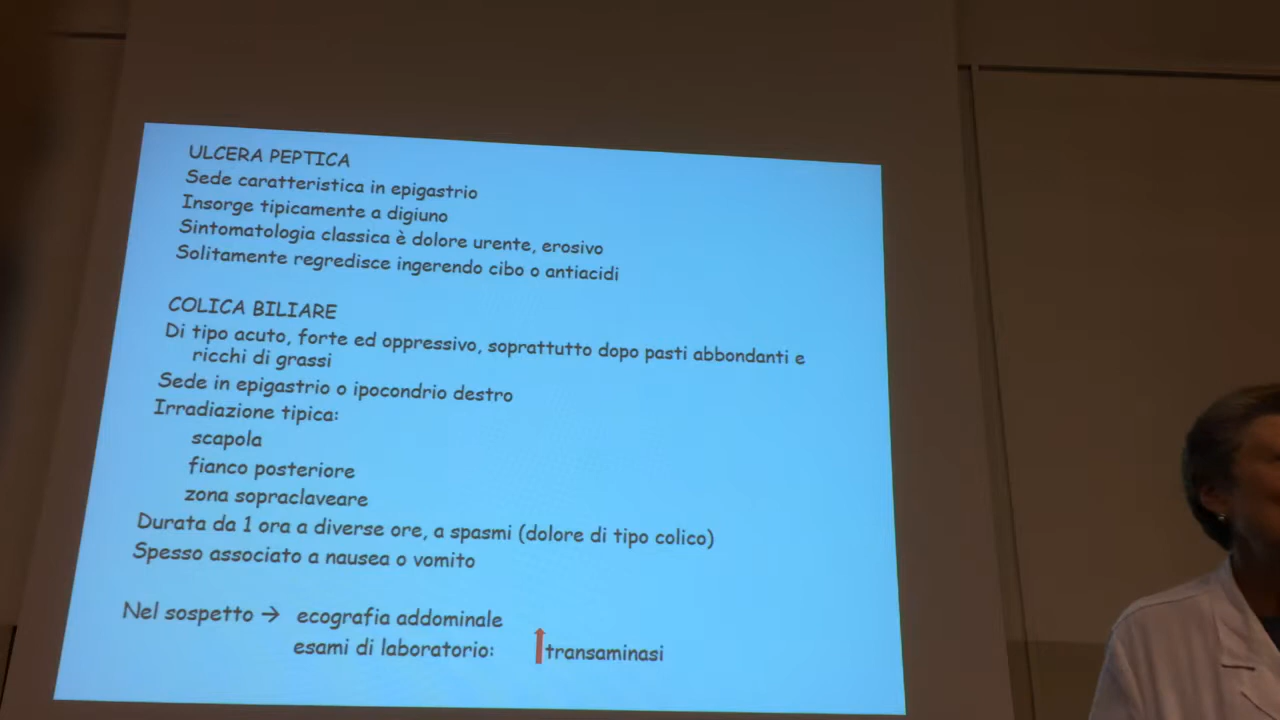 ULCERA PEPTICA
Sede caratteristica in epigastrio
Insorge tipicamente a digiuno
Sintomatologia classica è dolore urente, erosivo
Solitamente regredisce ingerendo cibo o antiacidi
COLICA BILIARE
Di tipo acuto, forte ed oppressivo, soprattutto dopo pasti abbondanti e
ricchi di grassi
Sede in epigastrio o ipocondrio destro
Irradiazione tipica:
scapola
fianco posteriore
zona sopraclaveare
Durata da 1 ora a diverse ore, a spasmi (dolore di tipo colico)
Spesso associato a nausea o vomito
Nel sospetto → ecografia addominale
esami di laboratorio: ↑transaminasi